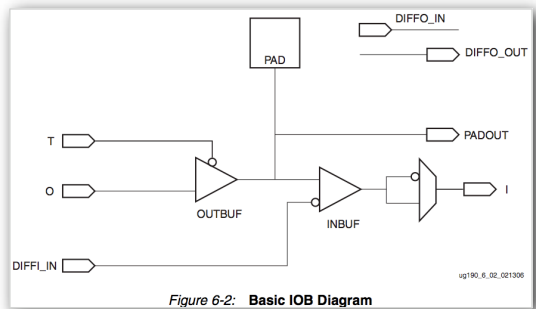 DIFFO_IN
DIFFO_OUT
PAD
PADOUT
T
O
OUTBUF
INBUF
I
DIFFI_IN
ug190_6_02_021306
Figure 6-2: Basic IOB Diagram